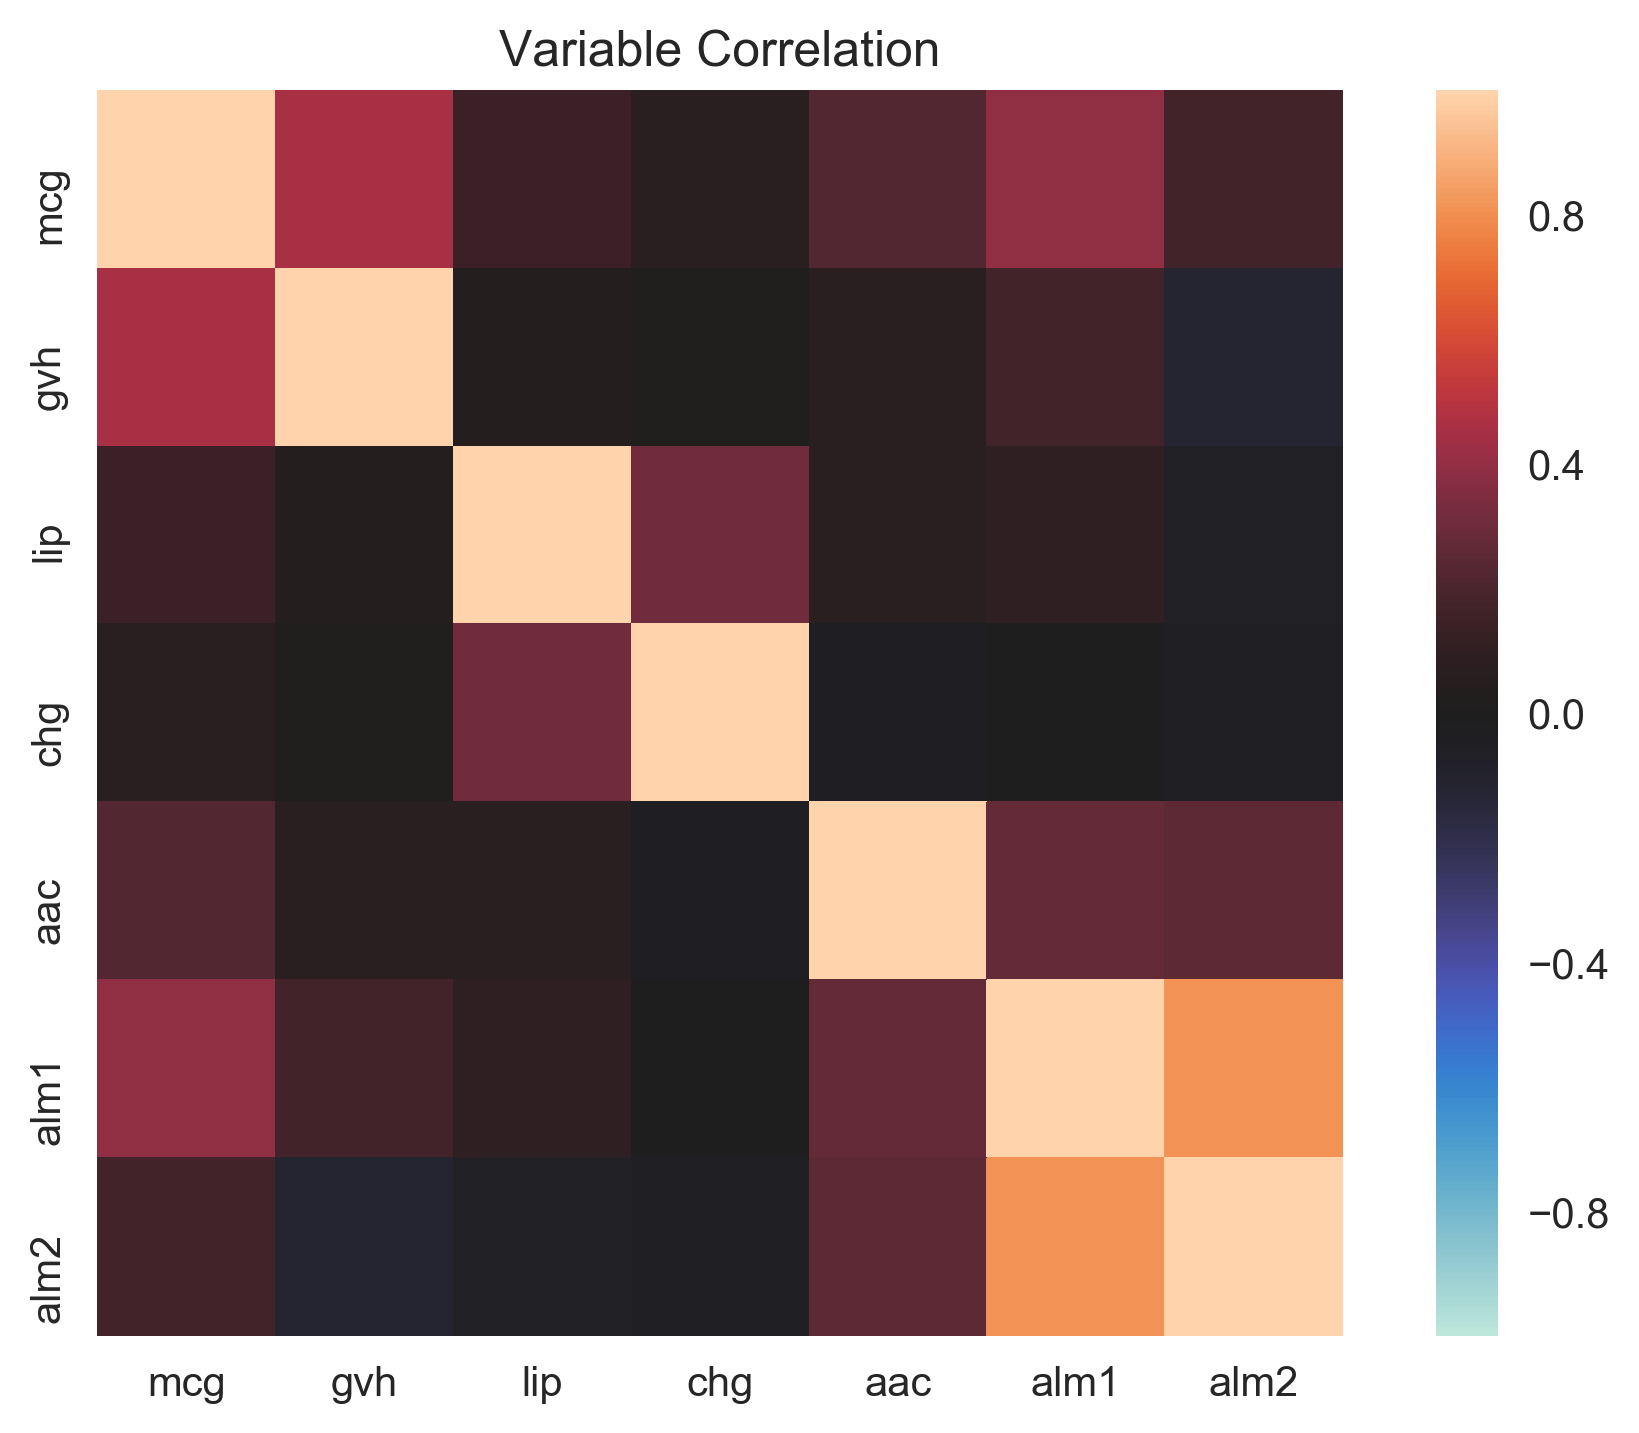 Variable Correlation
mcg
gvh
lip
chg
aac
alm1
alm2
mcg gvh lip chg aac alm1 alm2
0.8
0.4
0.0
−0.4
−0.8